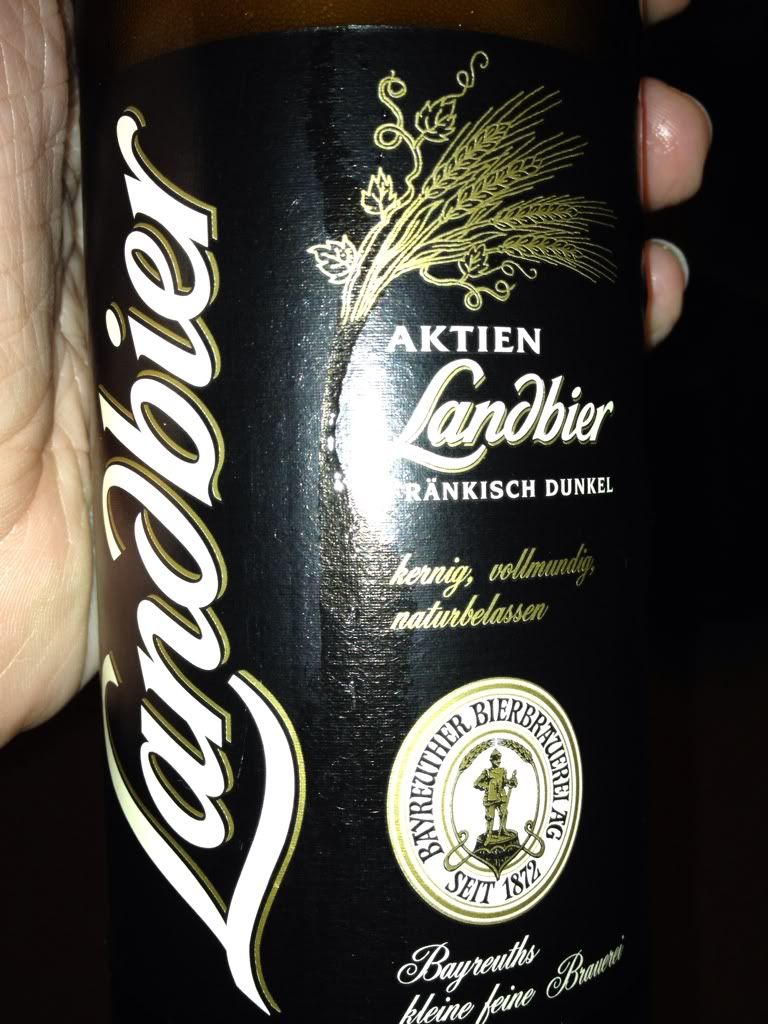 Landbier
AKTIEN
Landbier
FRÄNKISCH DUNKEL
kernig, vollmundig,
naturbelassen
BAYREUTHER BIERBRAUEREI AG
SEIT 1872
Bayreuths
kleine feine Brauerei